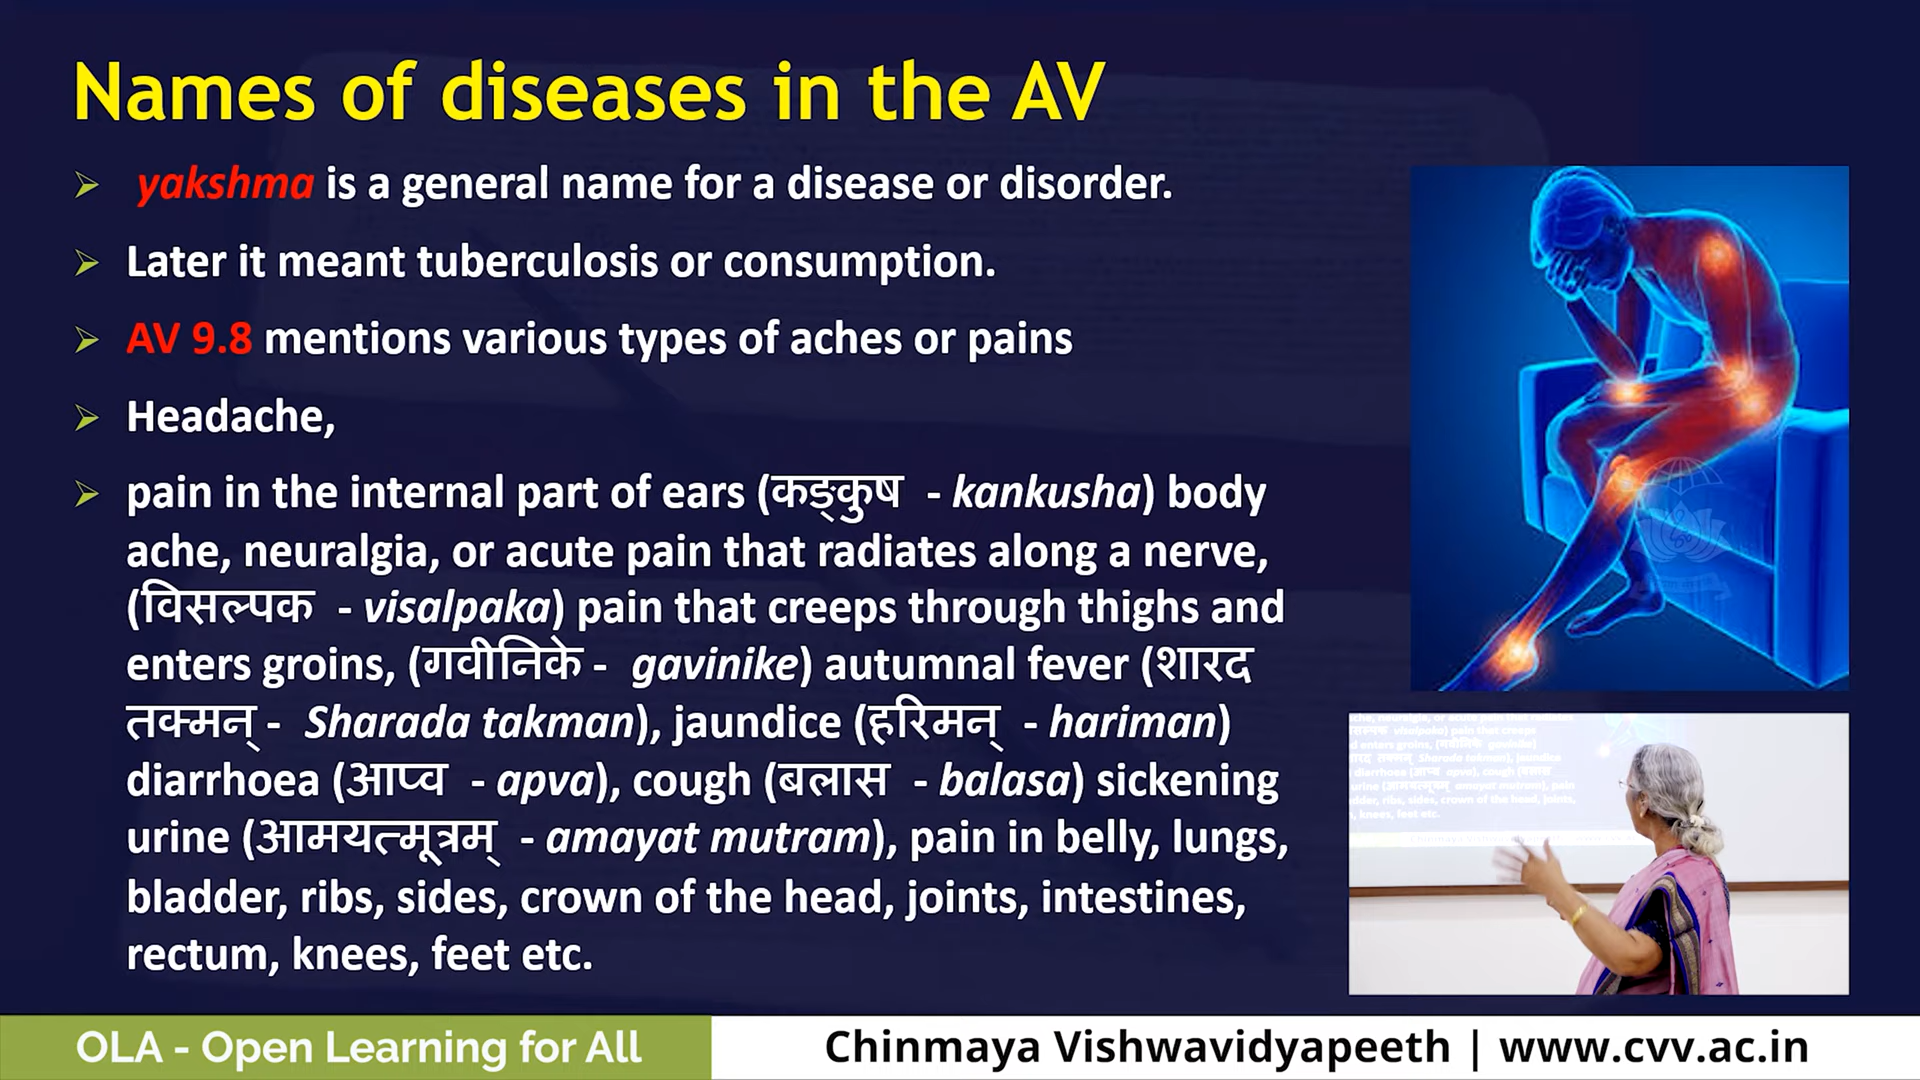 Names of diseases in the AV
yakshma is a general name for a disease or disorder.
Later it meant tuberculosis or consumption.
AV 9.8 mentions various types of aches or pains
Headache,
pain in the internal part of ears (कङ्कुष - kankusha) body
ache, neuralgia, or acute pain that radiates along a nerve,
(विसल्पक - visalpaka) pain that creeps through thighs and
enters groins, (गवीनिके - gavinike) autumnal fever (शारद
तक्मन् - Sharada takman), jaundice (हरिमन् - hariman)
diarrhoea (आप्व - apva), cough (बलास - balasa) sickening
urine (आमयत्मूत्रम् - amayat mutram), pain in belly, lungs,
bladder, ribs, sides, crown of the head, joints, intestines,
rectum, knees, feet etc.
OLA - Open Learning for All
Chinmaya Vishwavidyapeeth | www.cvv.ac.in